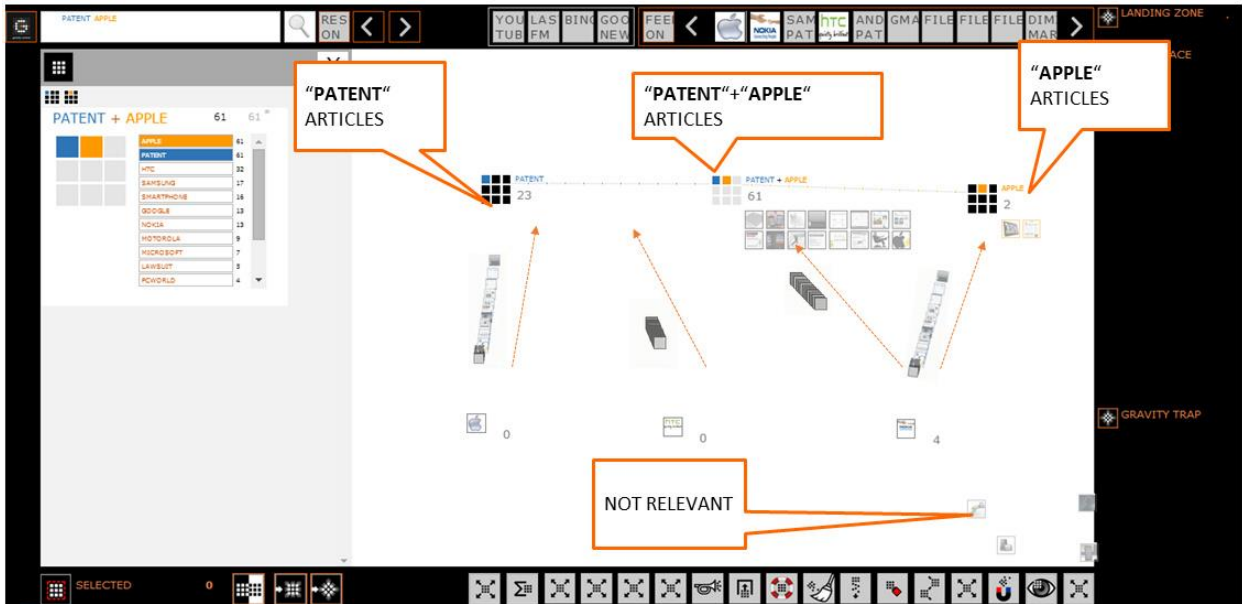 PATENT APPLE
RES
ON
YOU
TUB
LAS
FM
BING
GOO
NEW
FEE
ON
NOKIA
SAM
PAT
hTC
AND
PAT
GMA
FILE
FILE
FILE
DIM
MAR
LANDING ZONE
ACE
"PATENT"
ARTICLES
"PATENT"+"APPLE"
ARTICLES
"APPLE"
ARTICLES
PATENT + APPLE 61 61
APPLE 61
PATENT 61
HTC 32
SAMSUNG 17
SMARTPHONE 16
GOOGLE 13
NOKIA 13
MOTOROLA 9
MICROSOFT 7
LAWSUIT 5
PCWORLD 4
PATENT
23
PATENT + APPLE
61
APPLE
2
0
hTC
0
4
GRAVITY TRAP
NOT RELEVANT
SELECTED 0